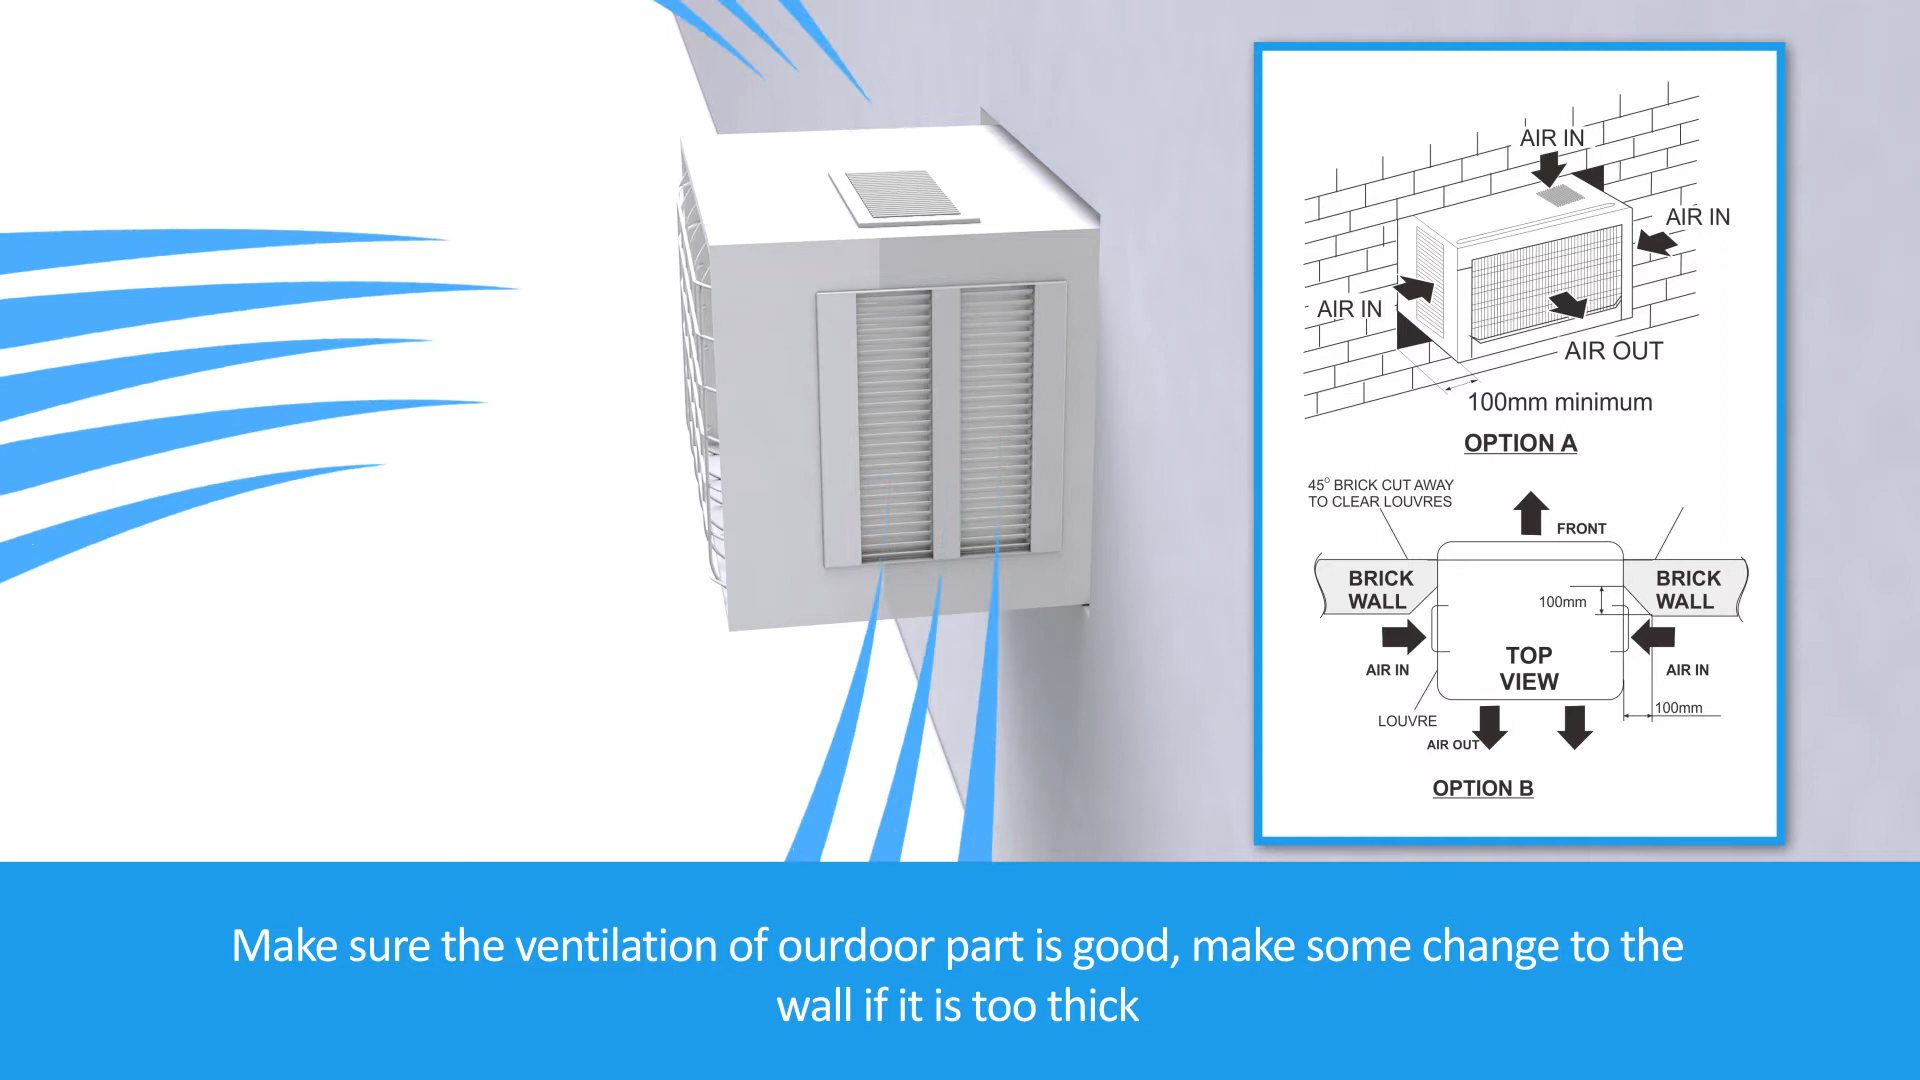 AIR IN
AIR IN
AIR IN
AIR OUT
100mm minimum
OPTION A
45° BRICK CUT AWAY
TO CLEAR LOUVRES
FRONT
BRICK
WALL
BRICK
WALL
100mm
AIR IN
TOP
VIEW
AIR IN
LOUVRE
100mm
AIR OUT
OPTION B
Make sure the ventilation of ourdoor part is good, make some change to the
wall if it is too thick